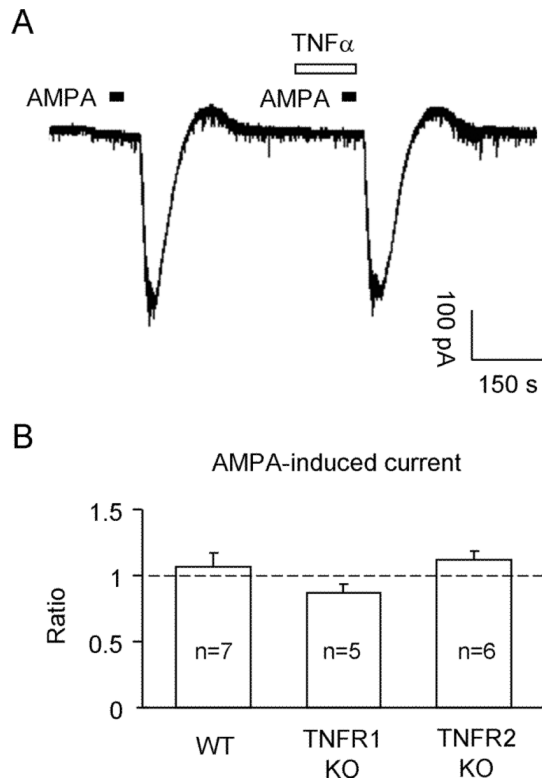 A
TNFα
AMPA
AMPA
100 pA
150 s
B
AMPA-induced current
1.5
1
0.5
0
Ratio
n=7
n=5
n=6
WT
TNFR1
KO
TNFR2
KO